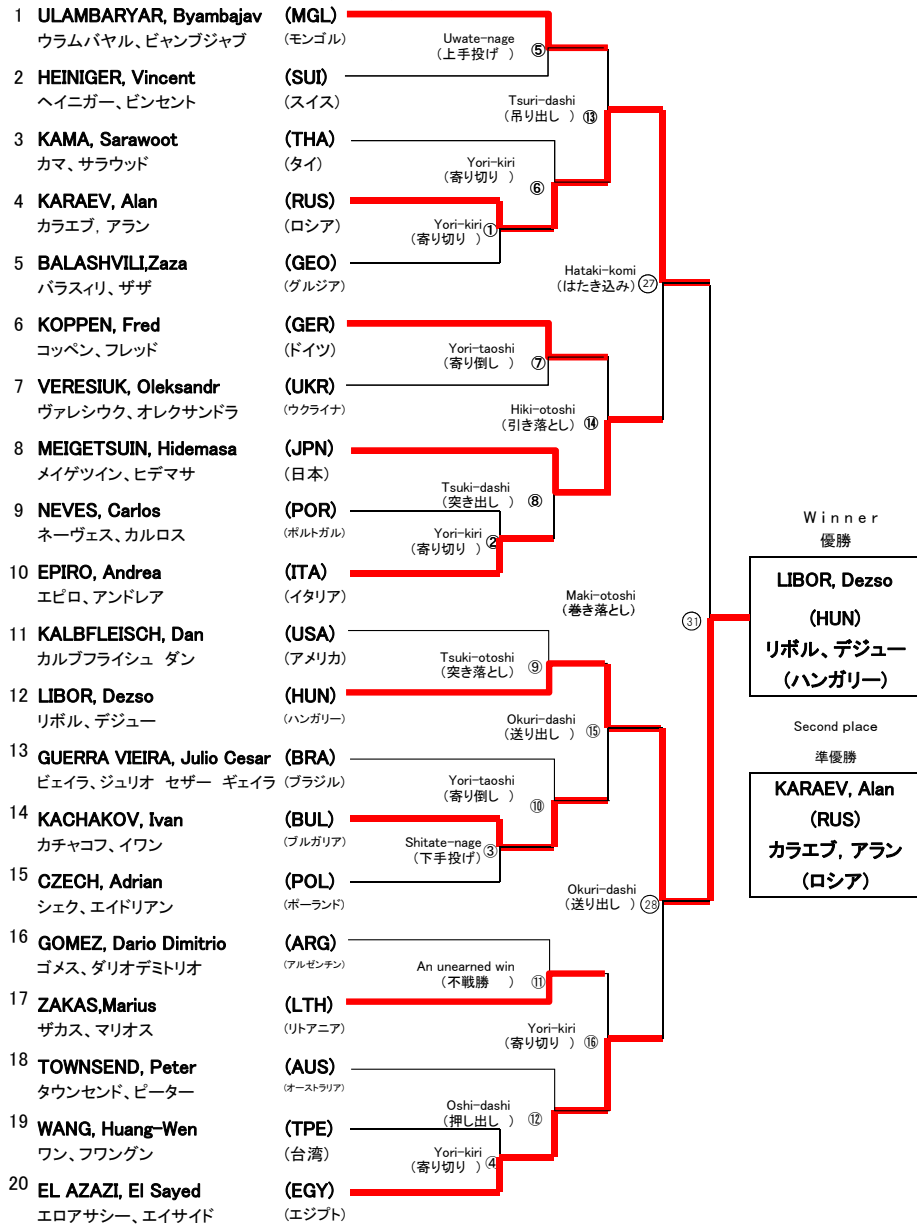 1 ULAMBARYAR, Byambajav (MGL)
ウラムバヤル、ビャンブジャブ (モンゴル)
2 HEINIGER, Vincent (SUI)
ヘイニガー、ビンセント (スイス)
3 KAMA, Sarawoot (THA)
カマ、サラウッド (タイ)
4 KARAEV, Alan (RUS)
カラエブ, アラン (ロシア)
5 BALASHVILI,Zaza (GEO)
バラスィリ、ザザ (グルジア)
6 KOPPEN, Fred (GER)
コッペン、フレッド (ドイツ)
7 VERESIUK, Oleksandr (UKR)
ヴァレシウク、オレクサンドラ (ウクライナ)
8 MEIGETSUIN, Hidemasa (JPN)
メイゲツイン、ヒデマサ (日本)
9 NEVES, Carlos (POR)
ネーヴェス、カルロス (ポルトガル)
10 EPIRO, Andrea (ITA)
エピロ、アンドレア (イタリア)
11 KALBFLEISCH, Dan (USA)
カルブフライシュ ダン (アメリカ)
12 LIBOR, Dezso (HUN)
リボル、デジュー (ハンガリー)
13 GUERRA VIEIRA, Julio Cesar (BRA)
ビェイラ、ジュリオ セザー ギェイラ (ブラジル)
14 KACHAKOV, Ivan (BUL)
カチャコフ、イワン (ブルガリア)
15 CZECH, Adrian (POL)
シェク、エイドリアン (ポーランド)
16 GOMEZ, Dario Dimitrio (ARG)
ゴメス、ダリオデミトリオ (アルゼンチン)
17 ZAKAS,Marius (LTH)
ザカス、マリオス (リトアニア)
18 TOWNSEND, Peter (AUS)
タウンセンド、ピーター (オーストラリア)
19 WANG, Huang-Wen (TPE)
ワン、フワングン (台湾)
20 EL AZAZI, El Sayed (EGY)
エロアサシー、エイサイド (エジプト)
Yori-kiri
(寄り切り ) ①
Yori-kiri
(寄り切り ) ②
Shitate-nage
(下手投げ) ③
Yori-kiri
(寄り切り ) ④
Uwate-nage
(上手投げ ) ⑤
Yori-kiri
(寄り切り ) ⑥
Yori-taoshi
(寄り倒し ) ⑦
Tsuki-dashi
(突き出し ) ⑧
Tsuki-otoshi
(突き落とし) ⑨
Yori-taoshi
(寄り倒し ) ⑩
An unearned win
(不戦勝 ) ⑪
Oshi-dashi
(押し出し ) ⑫
Tsuri-dashi
(吊り出し ) ⑬
Hiki-otoshi
(引き落とし) ⑭
Okuri-dashi
(送り出し ) ⑮
Yori-kiri
(寄り切り ) ⑯
Hataki-komi
(はたき込み) ㉗
Okuri-dashi
(送り出し ) ㉘
Maki-otoshi
(巻き落とし)
㉛
Winner
優勝
LIBOR, Dezso
(HUN)
リボル、デジュー
(ハンガリー)
Second place
準優勝
KARAEV, Alan
(RUS)
カラエブ, アラン
(ロシア)